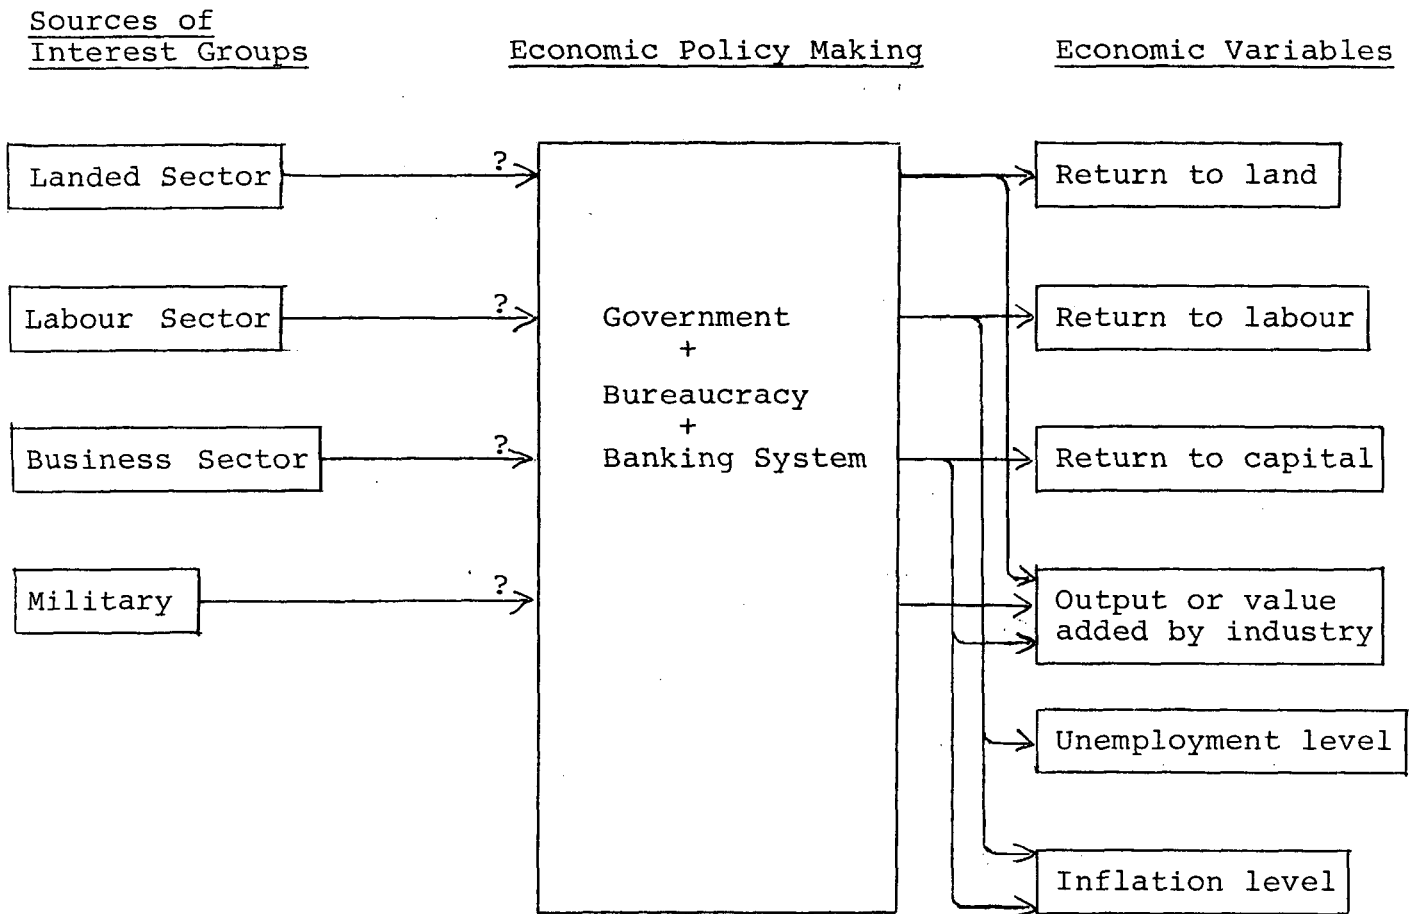 Sources of
Interest Groups
Economic Policy Making
Economic Variables
Landed Sector
?
Return to land
Labour Sector
?
Government
+
Bureaucracy
+
Banking System
Return to labour
Business Sector
?
Return to capital
Military
?
Output or value
added by industry
Unemployment level
Inflation level